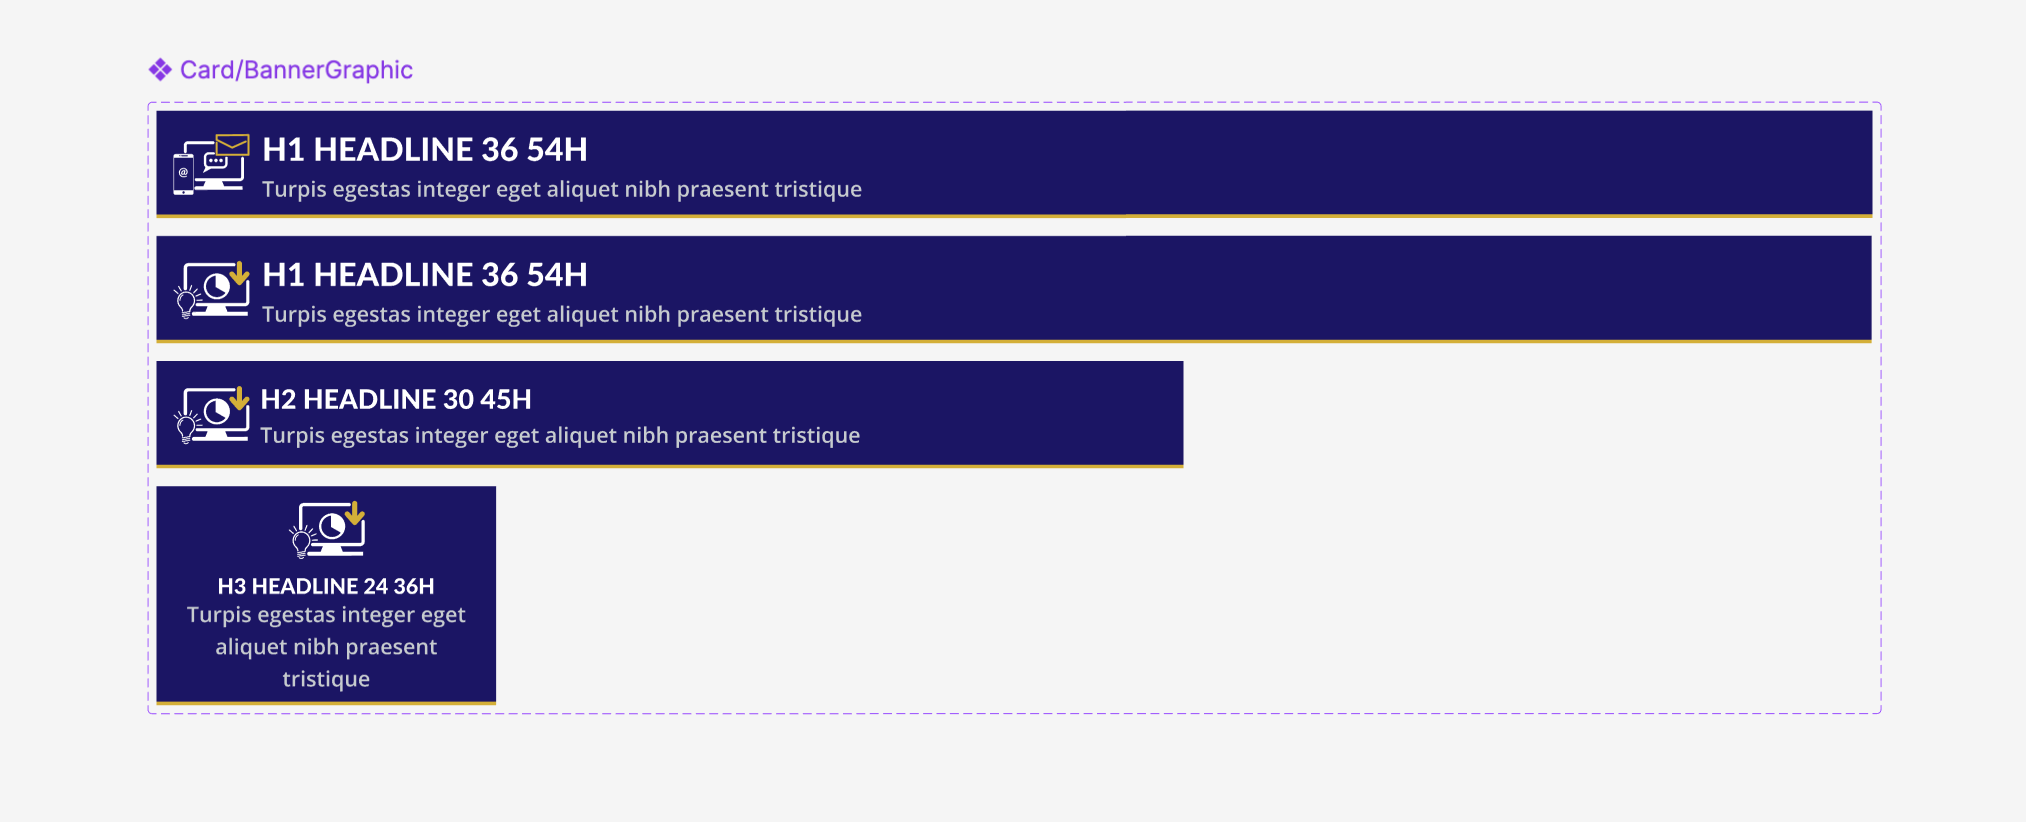 Card/BannerGraphic
H1 HEADLINE 36 54H
Turpis egestas integer eget aliquet nibh praesent tristique
@
H1 HEADLINE 36 54H
Turpis egestas integer eget aliquet nibh praesent tristique
H2 HEADLINE 30 45H
Turpis egestas integer eget aliquet nibh praesent tristique
H3 HEADLINE 24 36H
Turpis egestas integer eget
aliquet nibh praesent
tristique